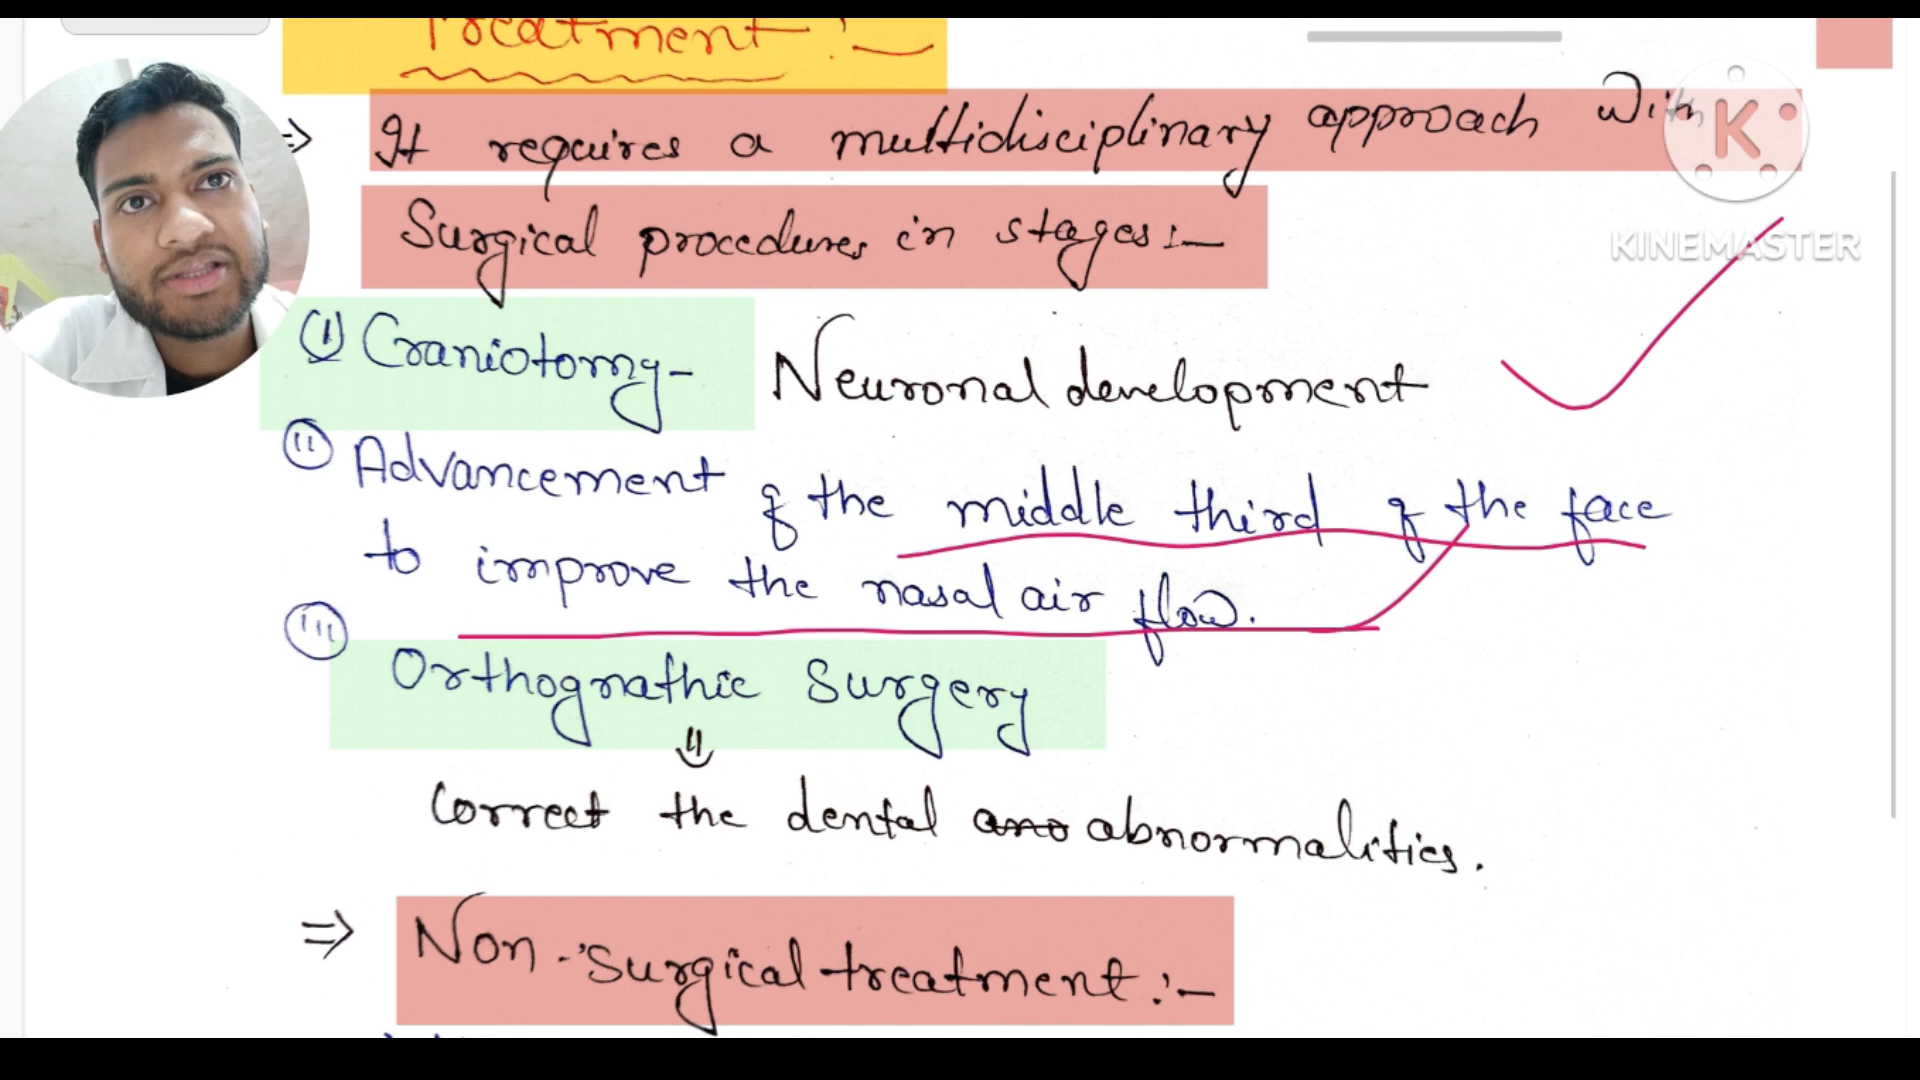 Treatment :-
⇒ It requires a multidisciplinary approach with
Surgical procedures in stages :-
(i) Craniotomy - Neuronal development
(ii) Advancement of the middle third of the face
to improve the nasal air flow.
(iii) Orthognathic Surgery
⇓
Correct the dental ano abnormalities.
⇒ Non-Surgical treatment :-
K
KINEMASTER